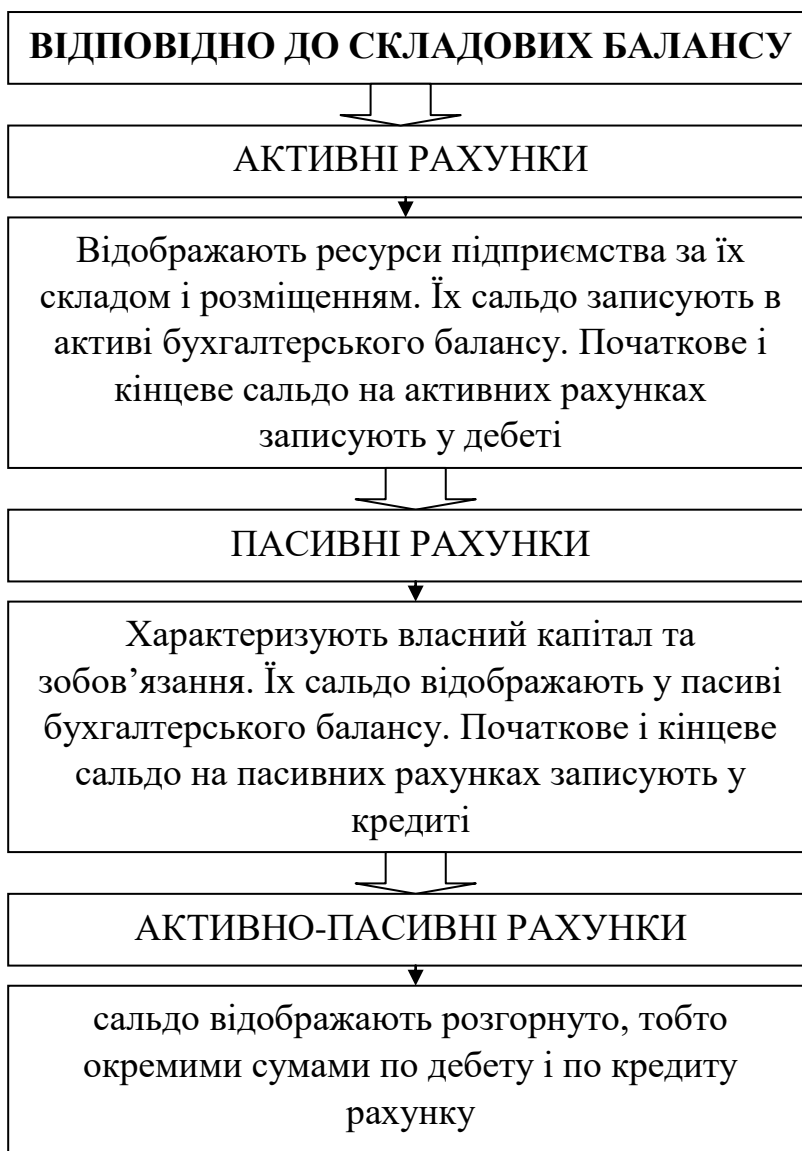 ВІДПОВІДНО ДО СКЛАДОВИХ БАЛАНСУ
АКТИВНІ РАХУНКИ
Відображають ресурси підприємства за їх
складом і розміщенням. Їх сальдо записують в
активі бухгалтерського балансу. Початкове і
кінцеве сальдо на активних рахунках
записують у дебеті
ПАСИВНІ РАХУНКИ
Характеризують власний капітал та
зобов’язання. Їх сальдо відображають у пасиві
бухгалтерського балансу. Початкове і кінцеве
сальдо на пасивних рахунках записують у
кредиті
АКТИВНО-ПАСИВНІ РАХУНКИ
сальдо відображають розгорнуто, тобто
окремими сумами по дебету і по кредиту
рахунку